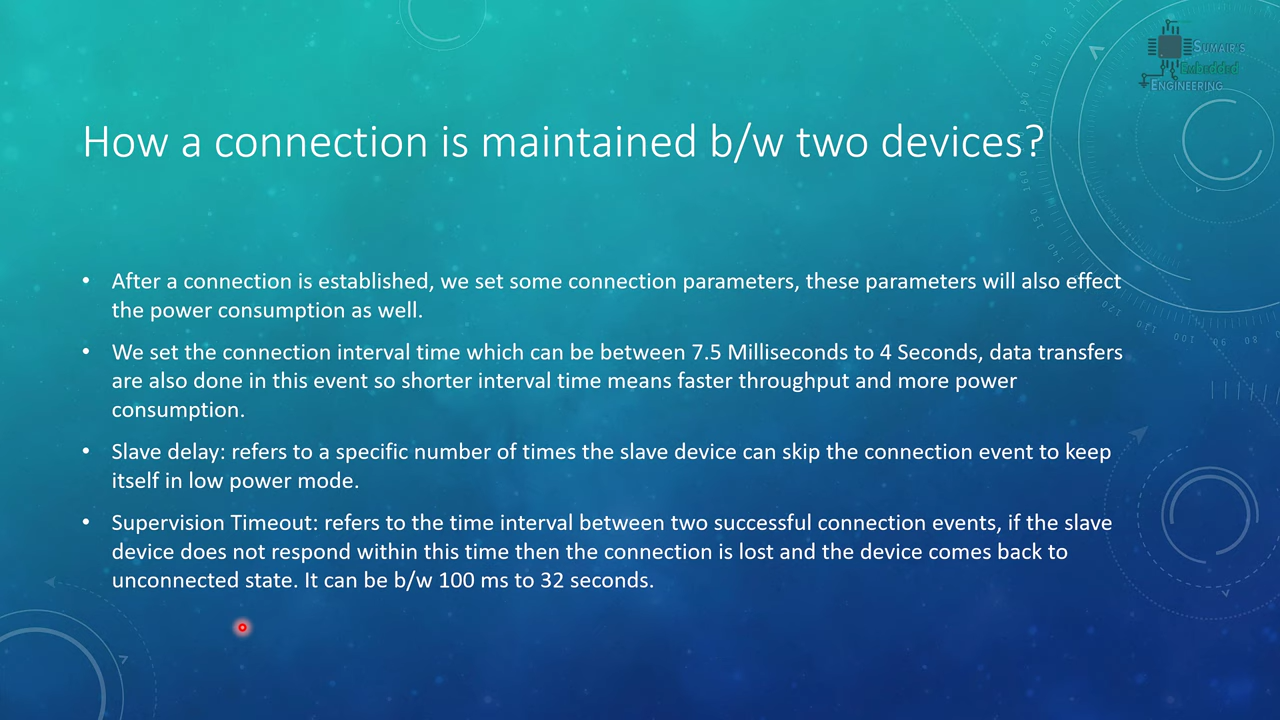 SUMAIR'S
Embedded
ENGINEERING
How a connection is maintained b/w two devices?
• After a connection is established, we set some connection parameters, these parameters will also effect
the power consumption as well.
• We set the connection interval time which can be between 7.5 Milliseconds to 4 Seconds, data transfers
are also done in this event so shorter interval time means faster throughput and more power
consumption.
• Slave delay: refers to a specific number of times the slave device can skip the connection event to keep
itself in low power mode.
• Supervision Timeout: refers to the time interval between two successful connection events, if the slave
device does not respond within this time then the connection is lost and the device comes back to
unconnected state. It can be b/w 100 ms to 32 seconds.